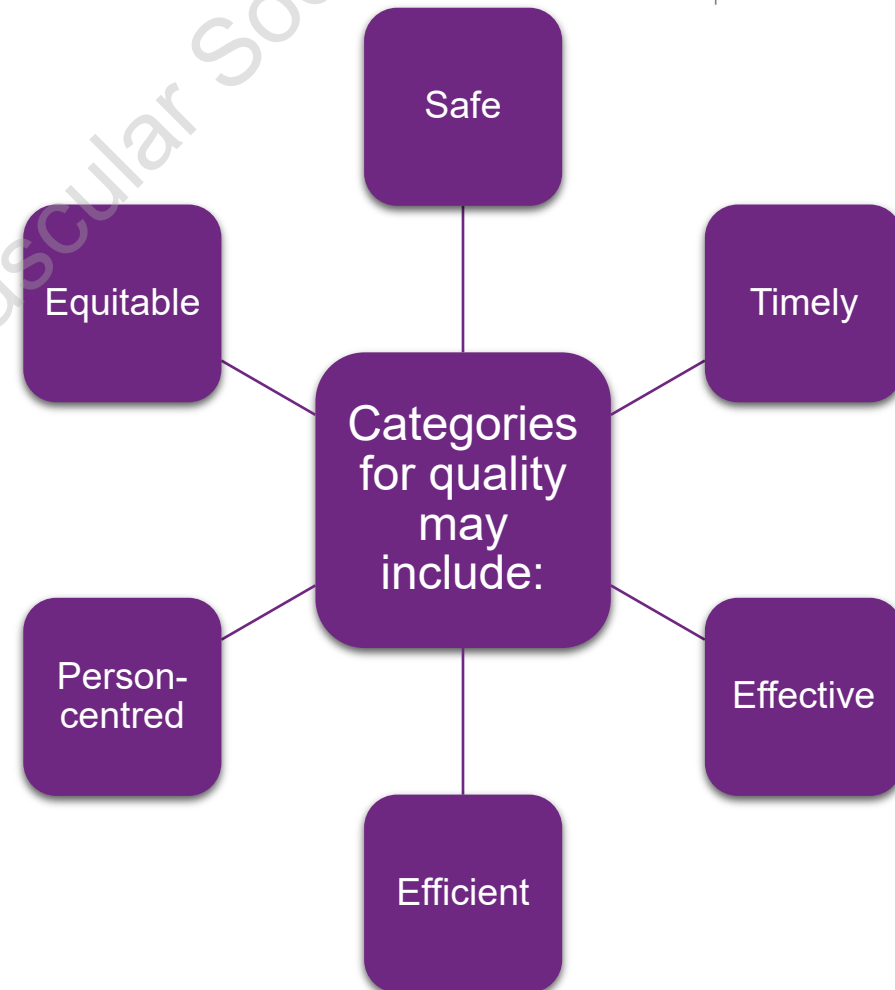 Safe
Timely
Effective
Efficient
Person-
centred
Equitable
Categories
for quality
may
include: